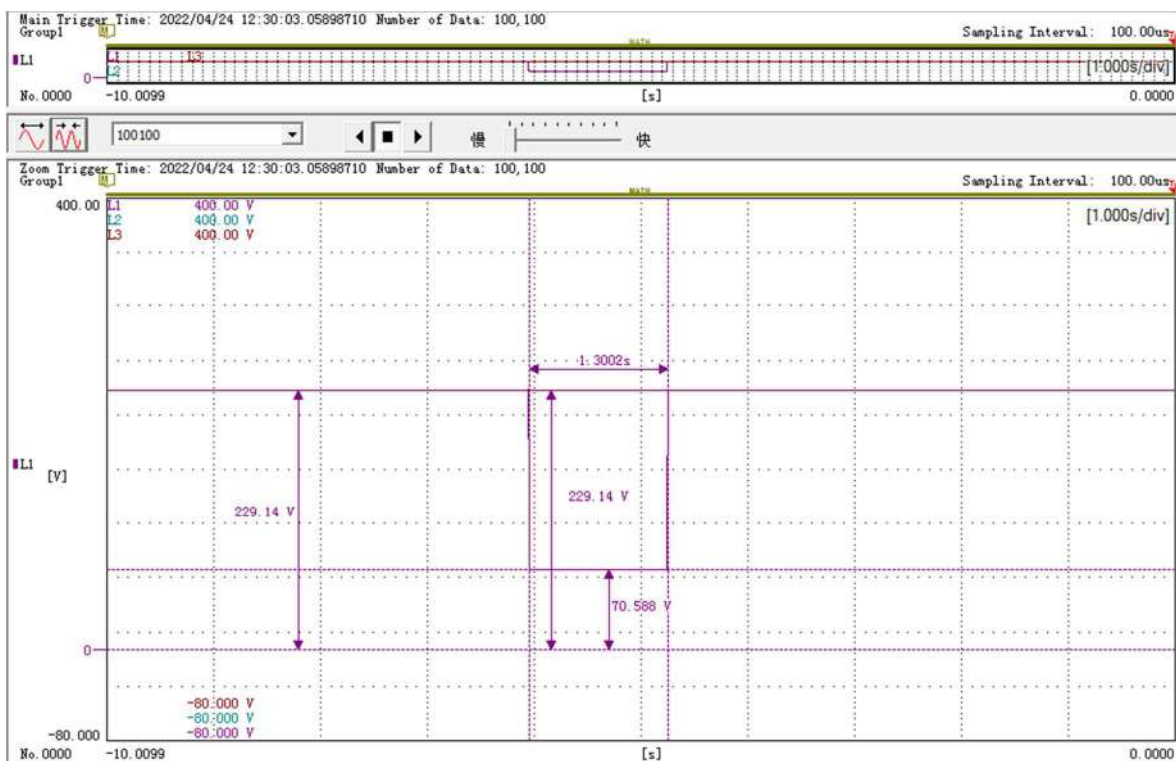 Main Trigger Time: 2022/04/24 12:30:03.05898710 Number of Data: 100,100
Group1
Sampling Interval: 100.00us
MATH
L1
L1
L3
L2
0
[1.000s/div]
No.0000
-10.0099
[s]
0.0000
100100
慢
快
Zoom Trigger Time: 2022/04/24 12:30:03.05898710 Number of Data: 100,100
Group1
Sampling Interval: 100.00us
MATH
400.00
L1 400.00 V
L2 400.00 V
L3 400.00 V
[1.000s/div]
1.3002s
L1
[V]
229.14 V
229.14 V
70.588 V
0
-80.000 V
-80.000 V
-80.000 V
-80.000
No.0000
-10.0099
[s]
0.0000